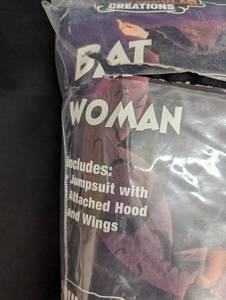 CREATIONS
BAT
WOMAN
Includes:
Jumpsuit with
Attached Hood
and Wings